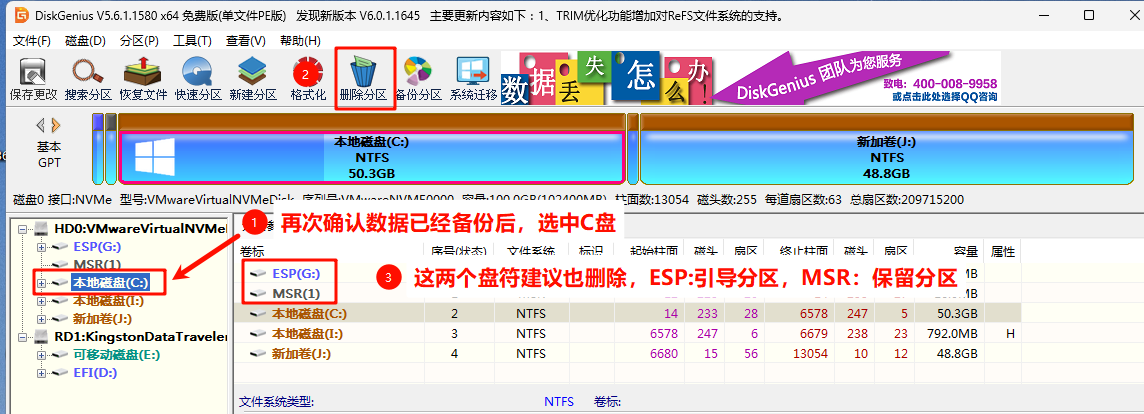 DiskGenius V5.6.1.1580 x64 免费版(单文件PE版) 发现新版本 V6.0.1.1645 主要更新内容如下：1、TRIM优化功能增加对ReFS文件系统的支持。
文件(F) 磁盘(D) 分区(P) 工具(T) 查看(V) 帮助(H)
保存更改 搜索分区 恢复文件 快速分区 新建分区 格式化 删除分区 备份分区 系统迁移
2
数据丢失怎么办！
DiskGenius 团队为您服务
致电：400-008-9958
或点击此处选择QQ咨询
基本
GPT
本地磁盘(C:)
NTFS
50.3GB
新加卷(J:)
NTFS
48.8GB
磁盘0 接口:NVMe 型号:VMwareVirtualNVMeDisk 序列号:VMwareNVME0000 容量:100.0GB(102400MB) 柱面数:13054 磁头数:255 每道扇区数:63 总扇区数:209715200
1 再次确认数据已经备份后，选中C盘
HD0:VMwareVirtualNVMe
ESP(G:)
MSR(1)
本地磁盘(C:)
本地磁盘(I:)
新加卷(J:)
RD1:KingstonDataTraveler
可移动磁盘(E:)
EFI(D:)
卷标 序号(状态) 文件系统 标识 起始柱面 磁头 扇区 终止柱面 磁头 扇区 容量 属性
ESP(G:) MB
MSR(1)
3 这两个盘符建议也删除，ESP:引导分区，MSR：保留分区
本地磁盘(C:) 2 NTFS 14 233 28 6578 247 5 50.3GB
本地磁盘(I:) 3 NTFS 6578 247 6 6679 238 23 792.0MB H
新加卷(J:) 4 NTFS 6680 15 56 13054 10 12 48.8GB
文件系统类型: NTFS 卷标: